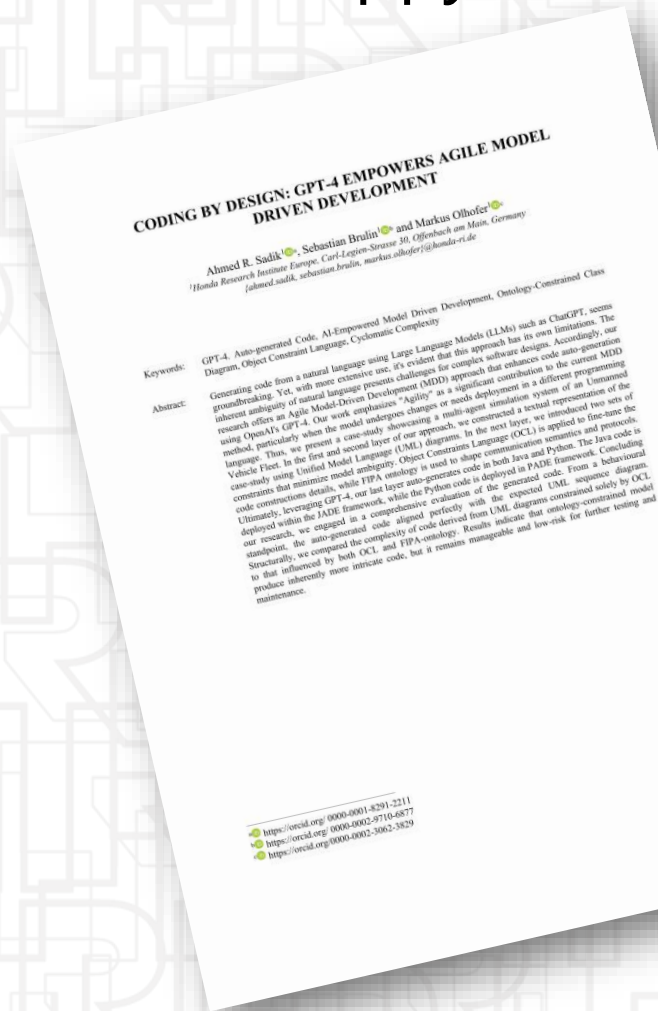 CODING BY DESIGN: GPT-4 EMPOWERS AGILE MODEL
DRIVEN DEVELOPMENT
Ahmed R. Sadik¹ᵃ, Sebastian Brulin¹ᵇ and Markus Olhofer¹ᶜ
¹Honda Research Institute Europe, Carl-Legien-Strasse 30, Offenbach am Main, Germany
{ahmed.sadik, sebastian.brulin, markus.olhofer}@honda-ri.de
Keywords: GPT-4. Auto-generated Code, AI-Empowered Model Driven Development, Ontology-Constrained Class
Diagram, Object Constraint Language, Cyclomatic Complexity
Abstract: Generating code from a natural language using Large Language Models (LLMs) such as ChatGPT, seems
groundbreaking. Yet, with more extensive use, it's evident that this approach has its own limitations. The
inherent ambiguity of natural language presents challenges for complex software designs. Accordingly, our
research offers an Agile Model-Driven Development (MDD) approach that enhances code auto-generation
using OpenAI's GPT-4. Our work emphasizes "Agility" as a significant contribution to the current MDD
method, particularly when the model undergoes changes or needs deployment in a different programming
language. Thus, we present a case-study showcasing a multi-agent simulation system of an Unmanned
Vehicle Fleet. In the first and second layer of our approach, we constructed a textual representation of the
case-study using Unified Model Language (UML) diagrams. In the next layer, we introduced two sets of
constraints that minimize model ambiguity. Object Constraints Language (OCL) is applied to fine-tune the
code constructions details, while FIPA ontology is used to shape communication semantics and protocols.
Ultimately, leveraging GPT-4, our last layer auto-generates code in both Java and Python. The Java code is
deployed within the JADE framework, while the Python code is deployed in PADE framework. Concluding
our research, we engaged in a comprehensive evaluation of the generated code. From a behavioural
standpoint, the auto-generated code aligned perfectly with the expected UML sequence diagram.
Structurally, we compared the complexity of code derived from UML diagrams constrained solely by OCL
to that influenced by both OCL and FIPA-ontology. Results indicate that ontology-constrained model
produce inherently more intricate code, but it remains manageable and low-risk for further testing and
maintenance.
ᵃ https://orcid.org/ 0000-0001-8291-2211
ᵇ https://orcid.org/ 0000-0002-9710-6877
ᶜ https://orcid.org/0000-0002-3062-3829